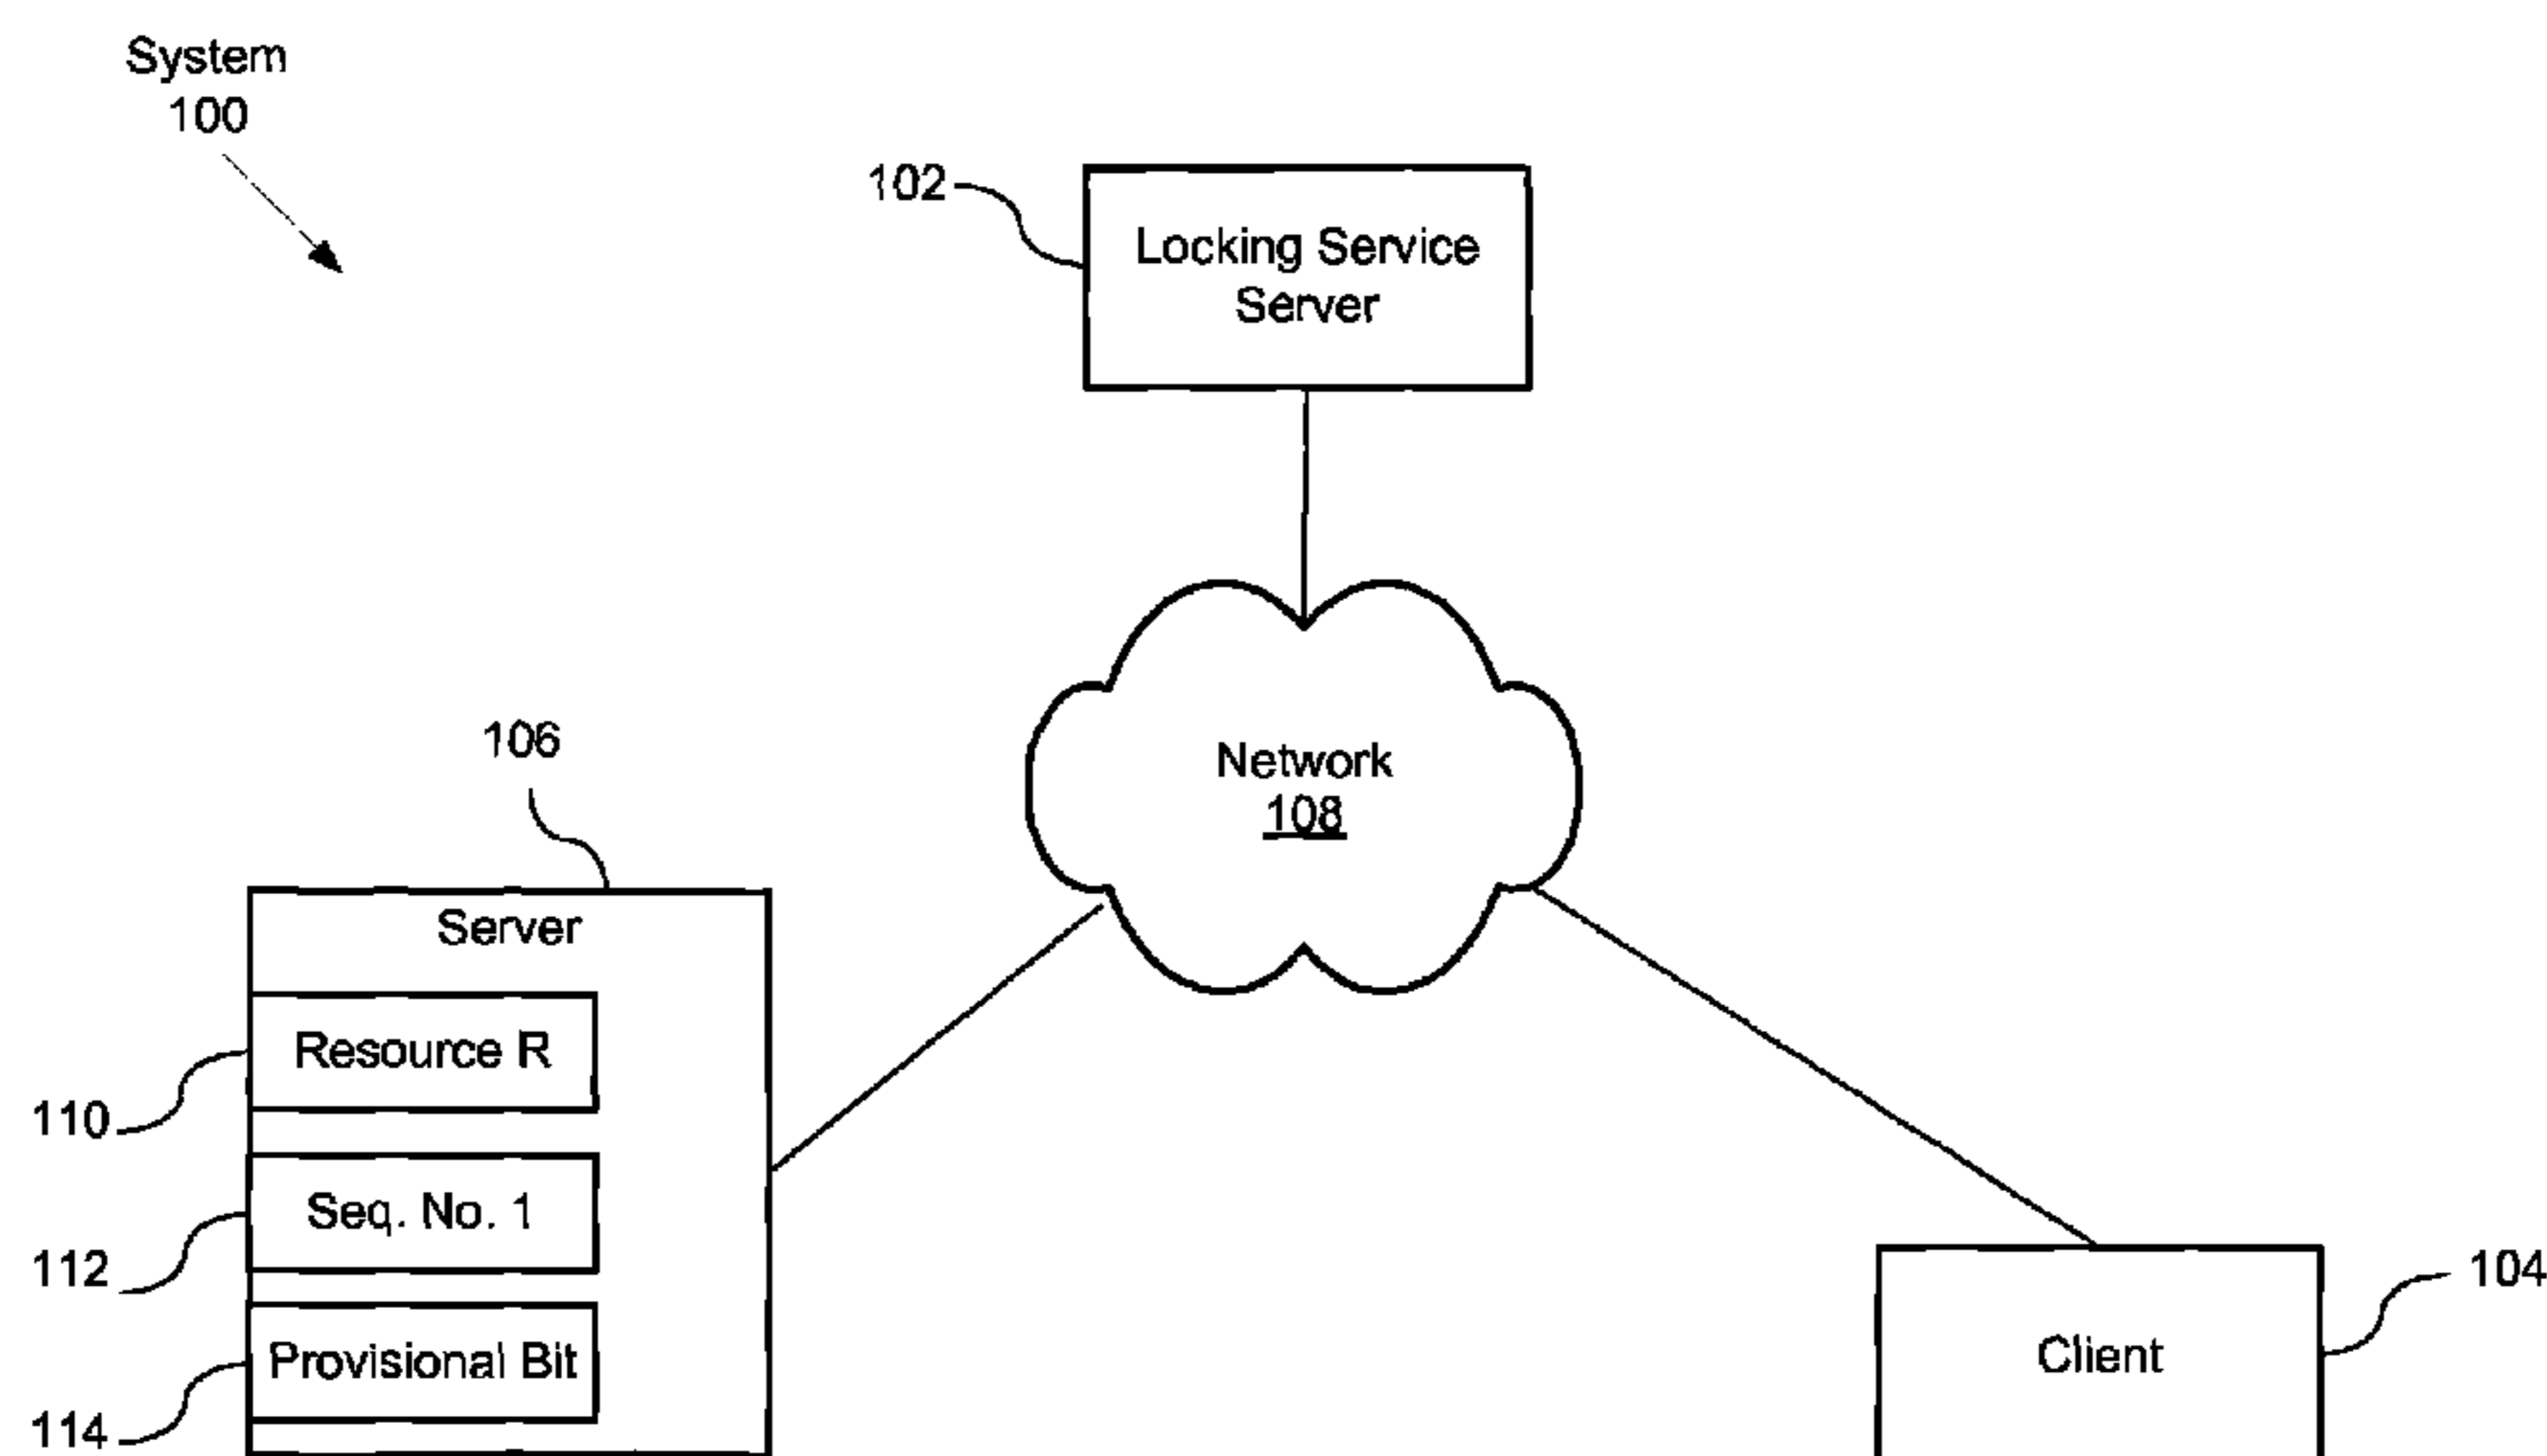 System
100
102
Locking Service
Server
Network
108
106
Server
Resource R
110
Seq. No. 1
112
Provisional Bit
114
Client
104